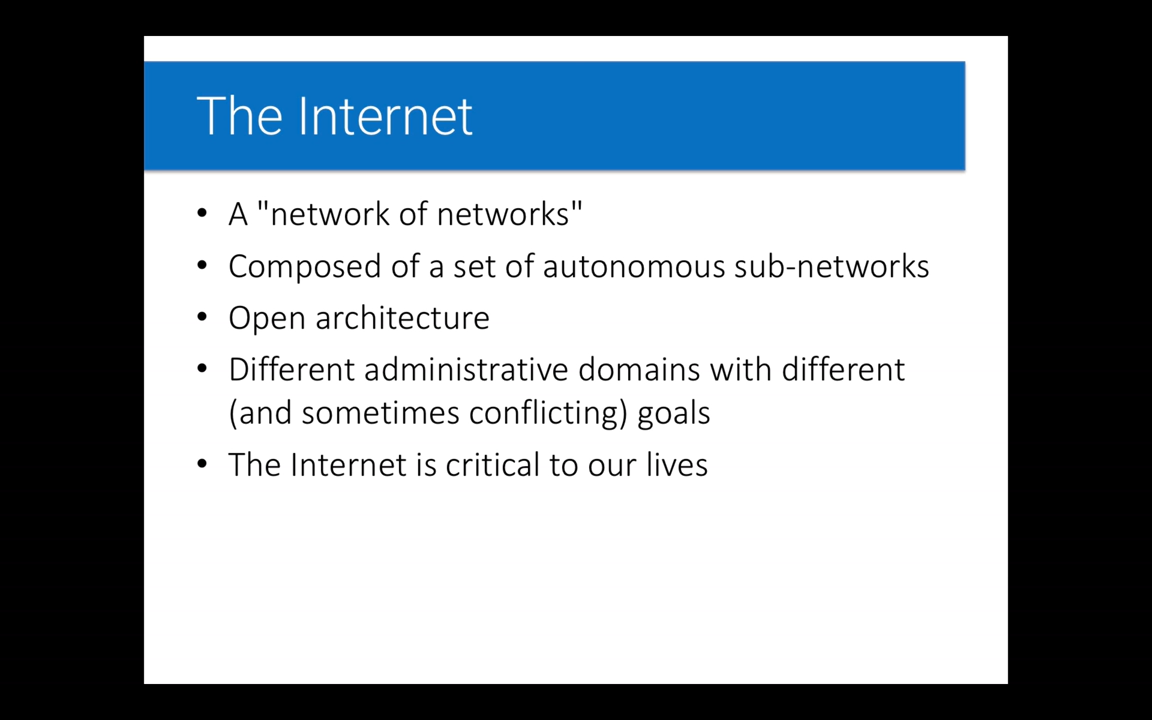 The Internet
• A "network of networks"
• Composed of a set of autonomous sub-networks
• Open architecture
• Different administrative domains with different
(and sometimes conflicting) goals
• The Internet is critical to our lives